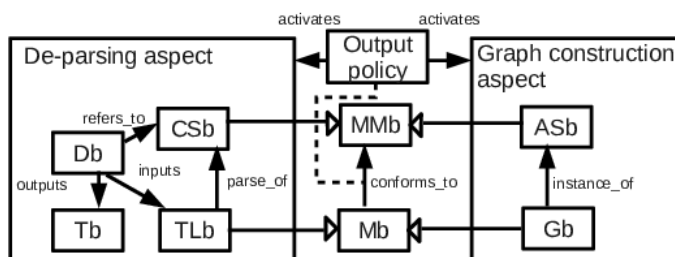 activates
activates
De-parsing aspect
Output
policy
Graph construction
aspect
refers_to
CSb
MMb
ASb
Db
inputs
outputs
parse_of
conforms_to
instance_of
Tb
TLb
Mb
Gb